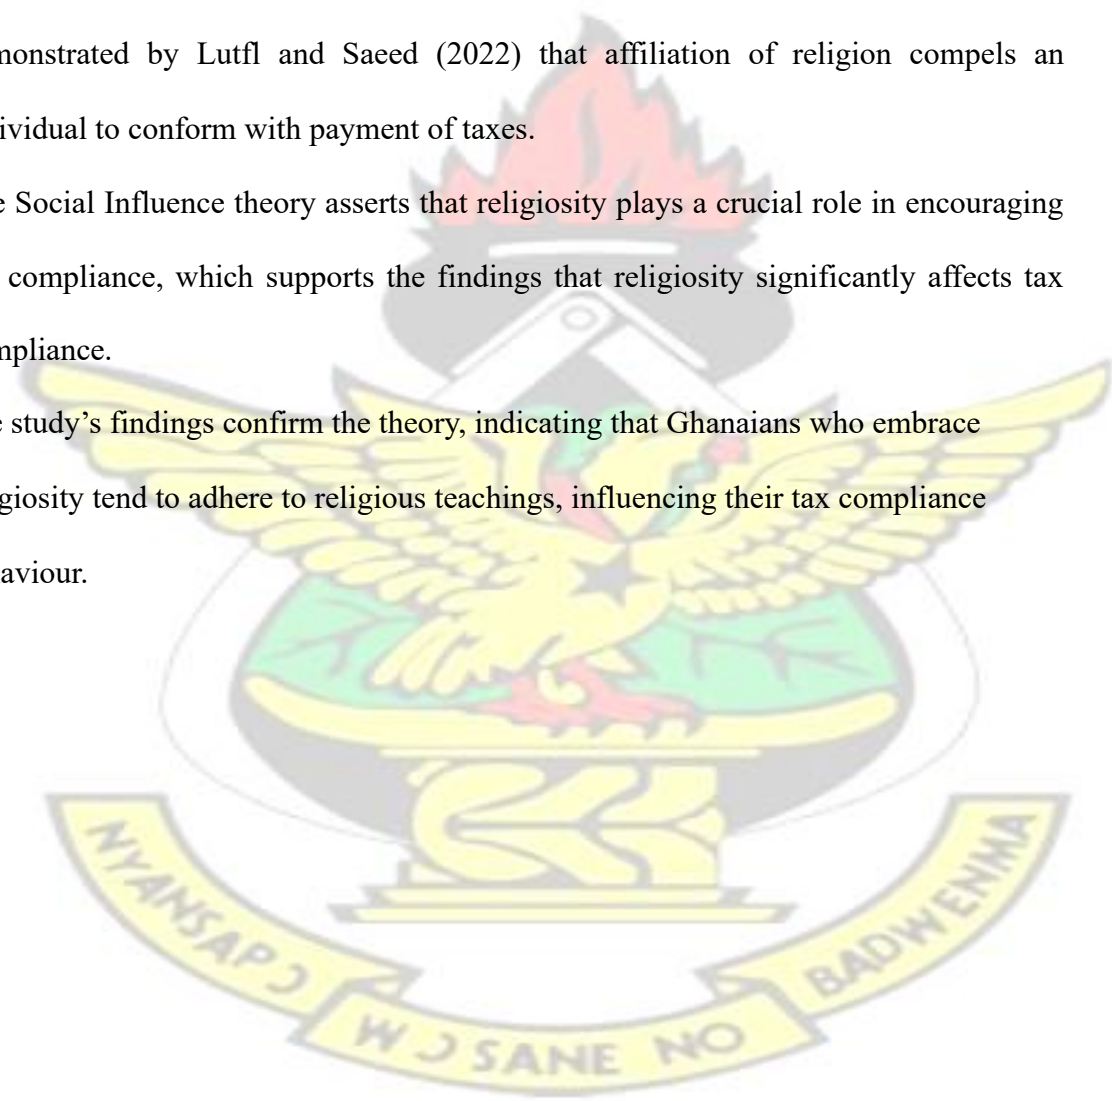 monstrated by Lutfl and Saeed (2022) that affiliation of religion compels an
ividual to conform with payment of taxes.
e Social Influence theory asserts that religiosity plays a crucial role in encouraging
compliance, which supports the findings that religiosity significantly affects tax
mpliance.
e study’s findings confirm the theory, indicating that Ghanaians who embrace
giosity tend to adhere to religious teachings, influencing their tax compliance
aviour.
NYANSAPƆ
WƆ SANE NO
BADWENMA